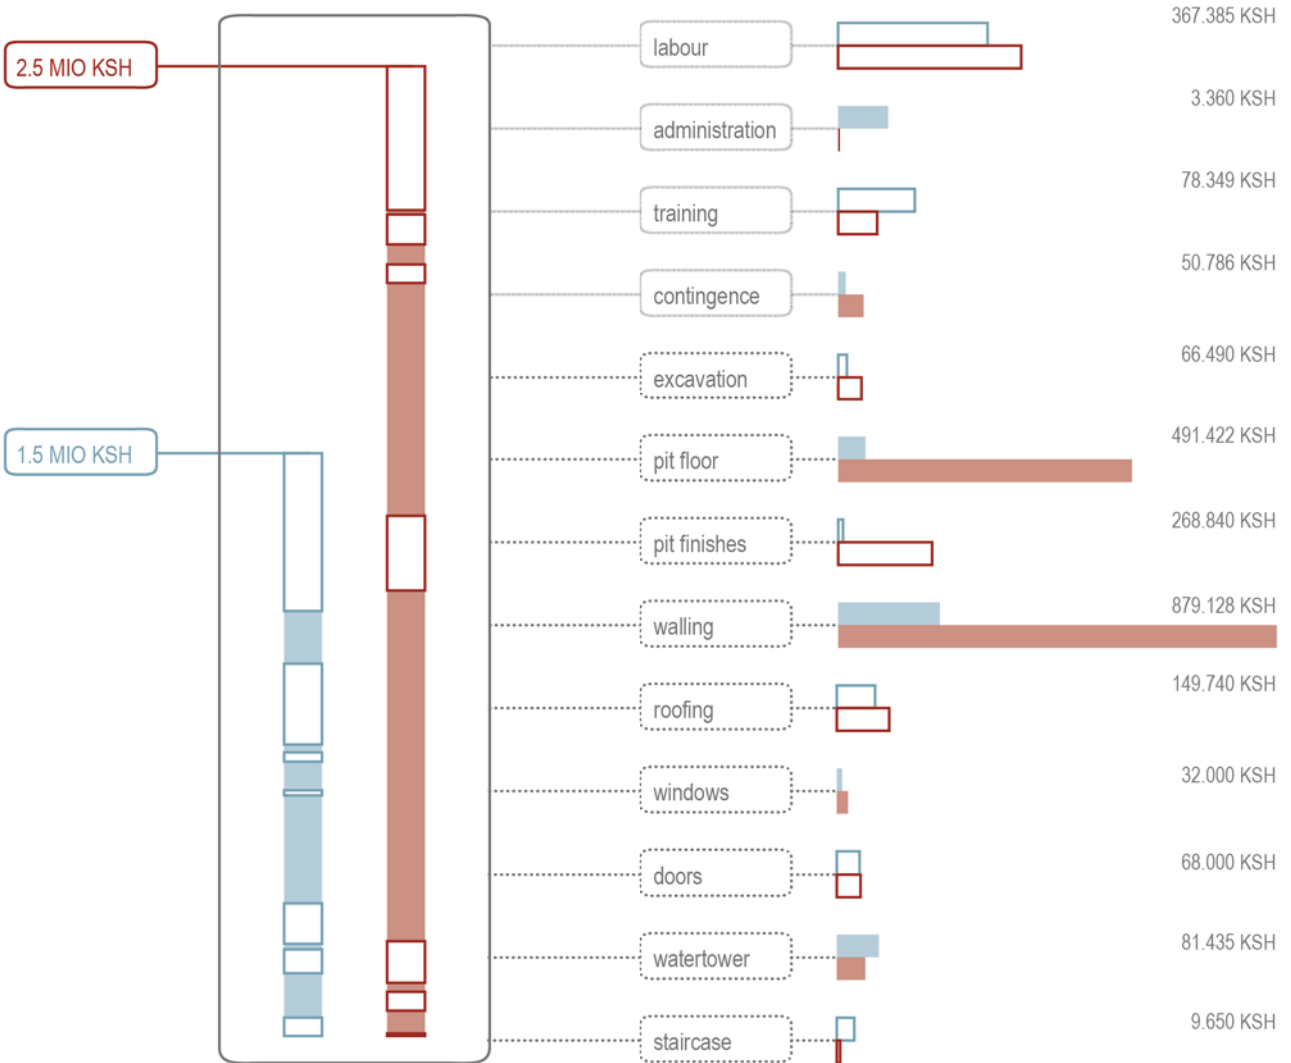 367.385 KSH
labour
2.5 MIO KSH
3.360 KSH
administration
78.349 KSH
training
50.786 KSH
contingence
66.490 KSH
excavation
491.422 KSH
1.5 MIO KSH
pit floor
268.840 KSH
pit finishes
879.128 KSH
walling
149.740 KSH
roofing
32.000 KSH
windows
68.000 KSH
doors
81.435 KSH
watertower
9.650 KSH
staircase